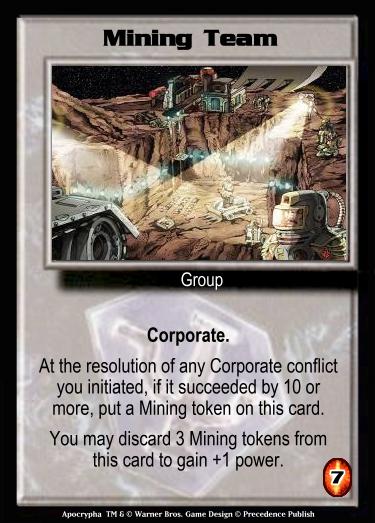 Mining Team
Group
Corporate.
At the resolution of any Corporate conflict
you initiated, if it succeeded by 10 or
more, put a Mining token on this card.
You may discard 3 Mining tokens from
this card to gain +1 power.
7
Apocrypha TM & © Warner Bros. Game Design © Precedence Publish